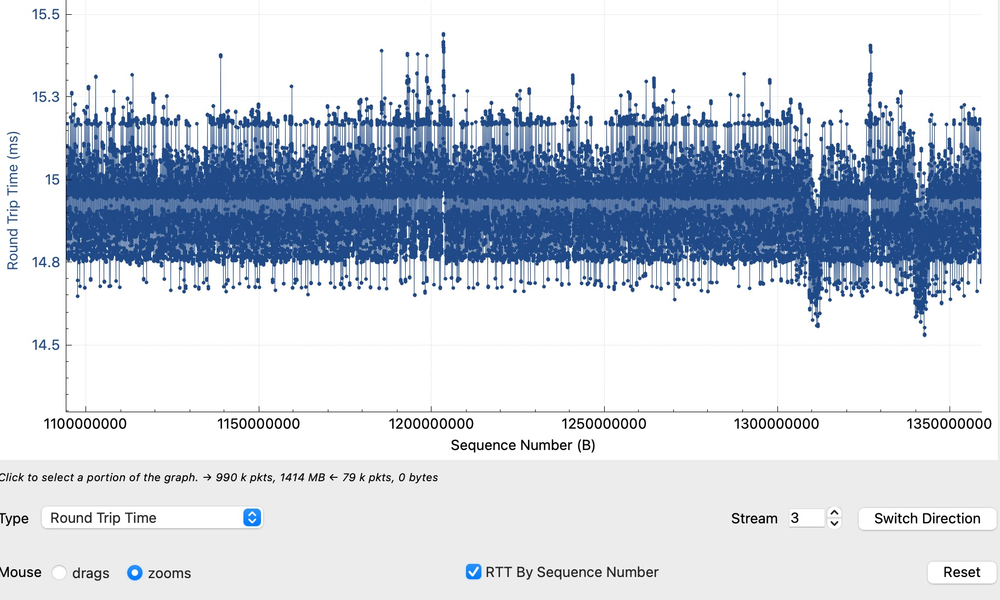 15.5
15.3
15
14.8
14.5
Round Trip Time (ms)
1100000000 1150000000 1200000000 1250000000 1300000000 1350000000
Sequence Number (B)
Click to select a portion of the graph. → 990 k pkts, 1414 MB ← 79 k pkts, 0 bytes
Type Round Trip Time Stream 3 Switch Direction
Mouse drags zooms RTT By Sequence Number Reset